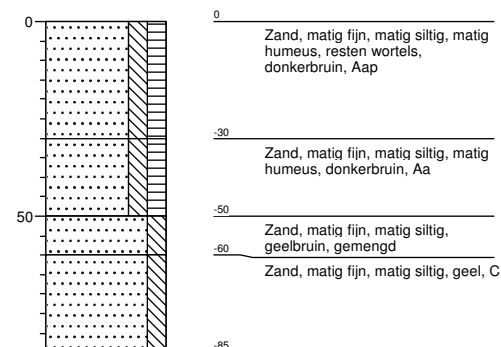 0
0
Zand, matig fijn, matig siltig, matig
humeus, resten wortels,
donkerbruin, Aap
-30
Zand, matig fijn, matig siltig, matig
humeus, donkerbruin, Aa
50
-50
Zand, matig fijn, matig siltig,
geelbruin, gemengd
-60
Zand, matig fijn, matig siltig, geel, C
-85